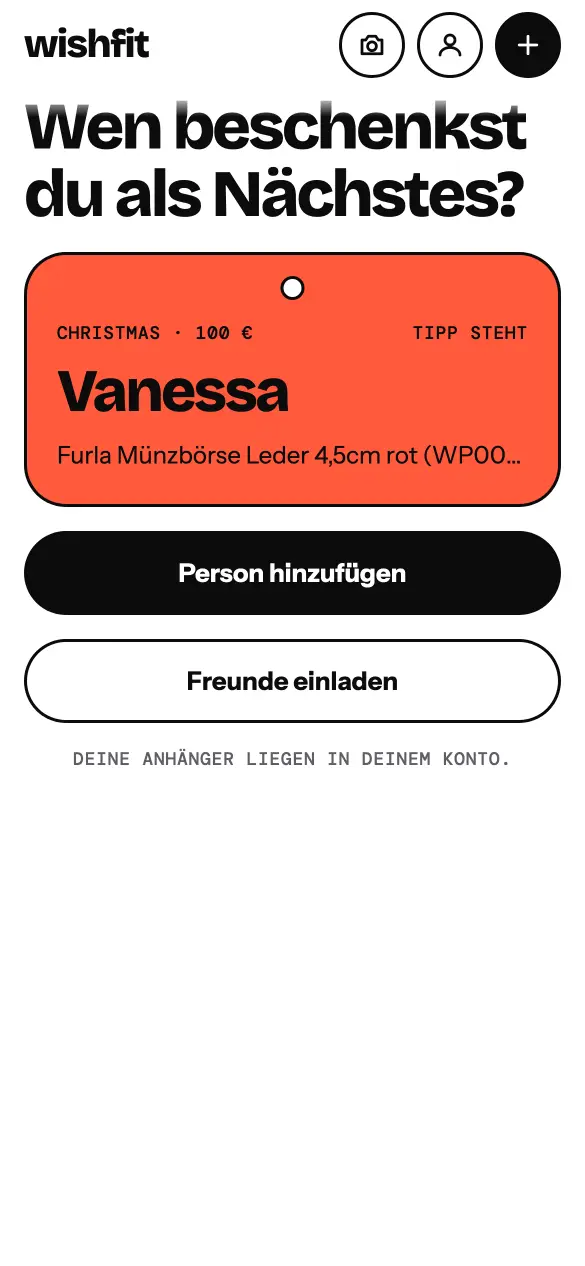 wishfit
Wen beschenkst
du als Nächstes?
CHRISTMAS · 100 €
TIPP STEHT
Vanessa
Furla Münzbörse Leder 4,5cm rot (WP00...
Person hinzufügen
Freunde einladen
DEINE ANHÄNGER LIEGEN IN DEINEM KONTO.